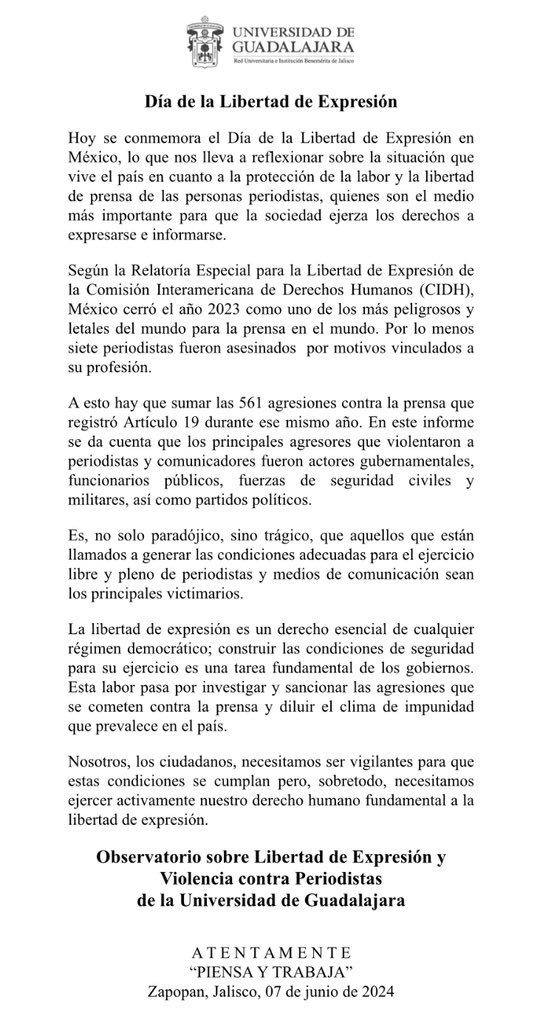 UNIVERSIDAD DE
GUADALAJARA
Red Universitaria e Institución Benemérita de Jalisco
Día de la Libertad de Expresión
Hoy se conmemora el Día de la Libertad de Expresión en
México, lo que nos lleva a reflexionar sobre la situación que
vive el país en cuanto a la protección de la labor y la libertad
de prensa de las personas periodistas, quienes son el medio
más importante para que la sociedad ejerza los derechos a
expresarse e informarse.
Según la Relatoría Especial para la Libertad de Expresión de
la Comisión Interamericana de Derechos Humanos (CIDH),
México cerró el año 2023 como uno de los más peligrosos y
letales del mundo para la prensa en el mundo. Por lo menos
siete periodistas fueron asesinados  por motivos vinculados a
su profesión.
A esto hay que sumar las 561 agresiones contra la prensa que
registró Artículo 19 durante ese mismo año. En este informe
se da cuenta que los principales agresores que violentaron a
periodistas y comunicadores fueron actores gubernamentales,
funcionarios públicos, fuerzas de seguridad civiles y
militares, así como partidos políticos.
Es, no solo paradójico, sino trágico, que aquellos que están
llamados a generar las condiciones adecuadas para el ejercicio
libre y pleno de periodistas y medios de comunicación sean
los principales victimarios.
La libertad de expresión es un derecho esencial de cualquier
régimen democrático; construir las condiciones de seguridad
para su ejercicio es una tarea fundamental de los gobiernos.
Esta labor pasa por investigar y sancionar las agresiones que
se cometen contra la prensa y diluir el clima de impunidad
que prevalece en el país.
Nosotros, los ciudadanos, necesitamos ser vigilantes para que
estas condiciones se cumplan pero, sobretodo, necesitamos
ejercer activamente nuestro derecho humano fundamental a la
libertad de expresión.
Observatorio sobre Libertad de Expresión y
Violencia contra Periodistas
de la Universidad de Guadalajara
A T E N T A M E N T E
“PIENSA Y TRABAJA”
Zapopan, Jalisco, 07 de junio de 2024